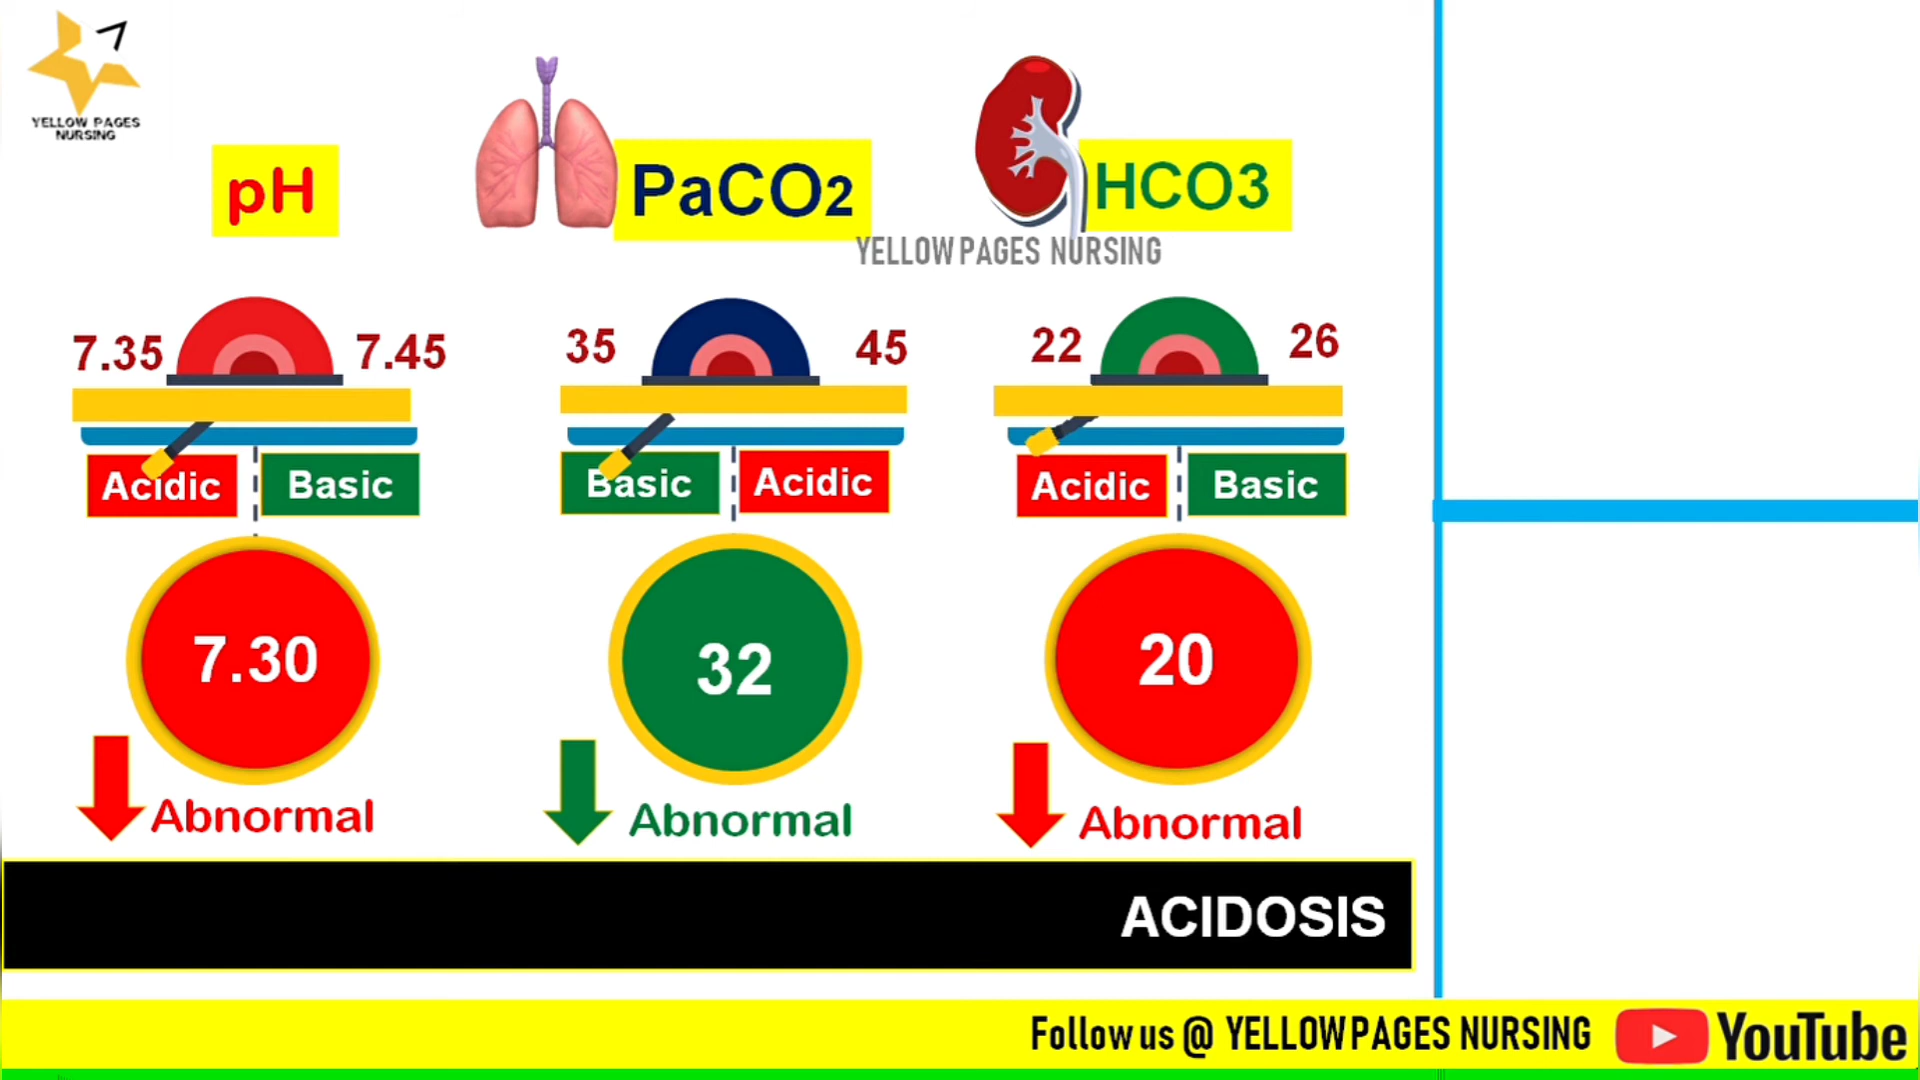 YELLOW PAGES
NURSING
pH
PaCO2
HCO3
YELLOW PAGES NURSING
7.35
7.45
35
45
22
26
Acidic
Basic
Basic
Acidic
Acidic
Basic
7.30
32
20
Abnormal
Abnormal
Abnormal
ACIDOSIS
Follow us @ YELLOW PAGES NURSING
YouTube